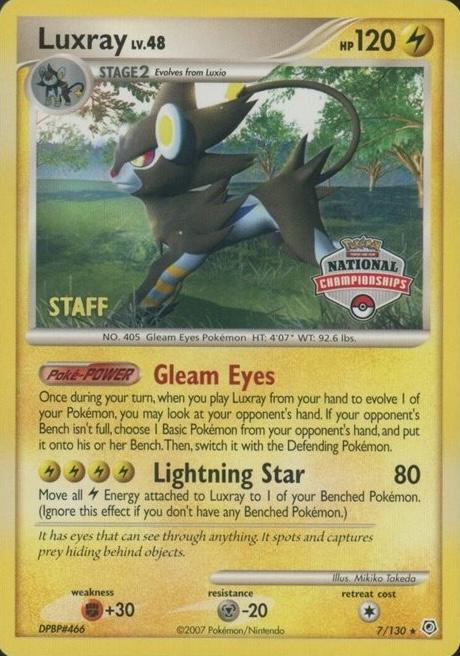 Luxray LV.48
HP 120
STAGE2 Evolves from Luxio
Pokémon
NATIONAL
CHAMPIONSHIPS
STAFF
NO. 405 Gleam Eyes Pokémon HT: 4'07" WT: 92.6 lbs.
Poké-POWER Gleam Eyes
Once during your turn, when you play Luxray from your hand to evolve 1 of
your Pokémon, you may look at your opponent's hand. If your opponent's
Bench isn't full, choose 1 Basic Pokémon from your opponent's hand, and put
it onto his or her Bench. Then, switch it with the Defending Pokémon.
Lightning Star 80
Move all Energy attached to Luxray to 1 of your Benched Pokémon.
(Ignore this effect if you don't have any Benched Pokémon.)
It has eyes that can see through anything. It spots and captures
prey hiding behind objects.
Illus. Mikiko Takeda
weakness resistance retreat cost
+30 -20
DPBP#466 ©2007 Pokémon/Nintendo 7/130 ★